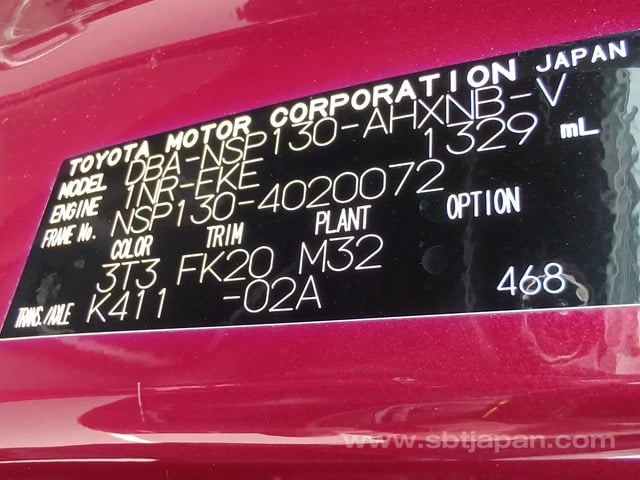 TOYOTA MOTOR CORPORATION JAPAN
MODEL DBA-NSP130-AHXNB-V
ENGINE 1NR-FKE 1329 mL
FRAME No. NSP130-4020072
COLOR TRIM PLANT OPTION
3T3 FK20 M32
TRANS./AXLE K411 -02A 468
www.sbtjapan.com